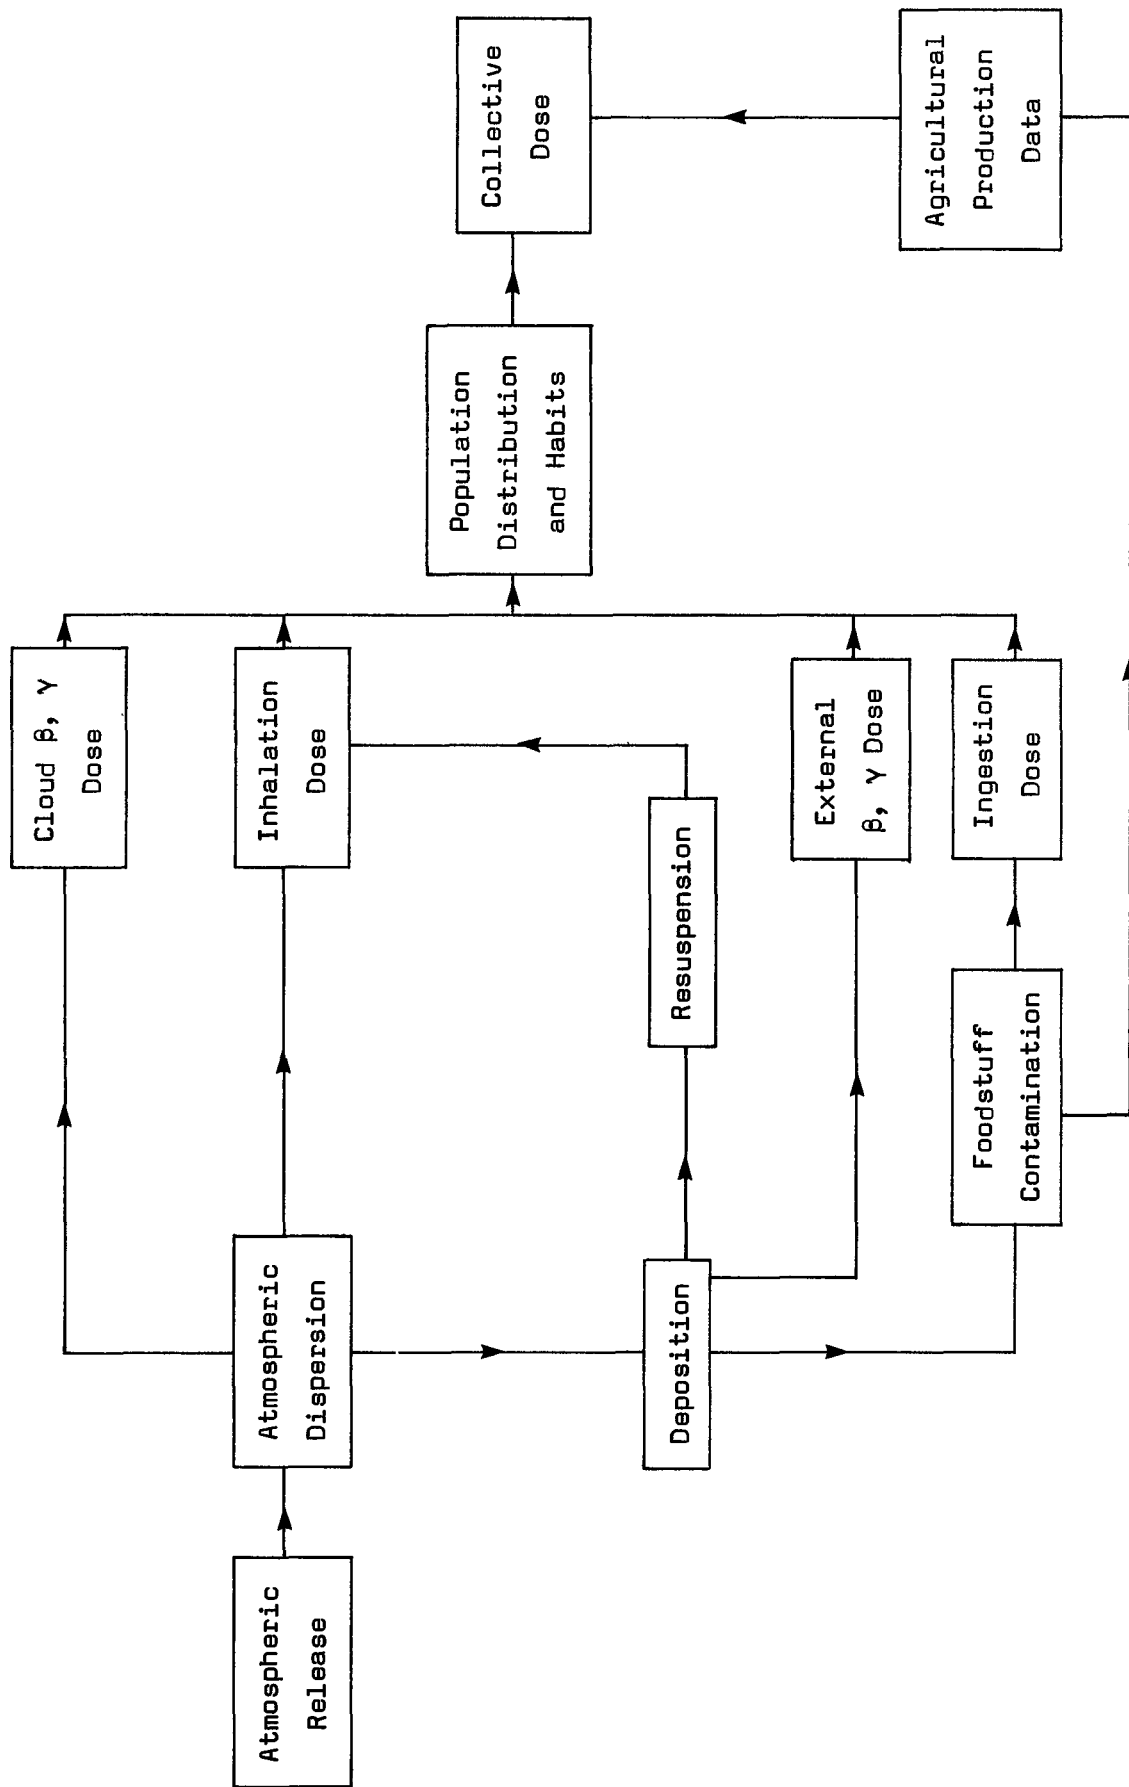 Atmospheric
Release
Atmospheric
Dispersion
Cloud β, γ
Dose
Inhalation
Dose
Deposition
Resuspension
External
β, γ Dose
Foodstuff
Contamination
Ingestion
Dose
Population
Distribution
and Habits
Collective
Dose
Agricultural
Production
Data